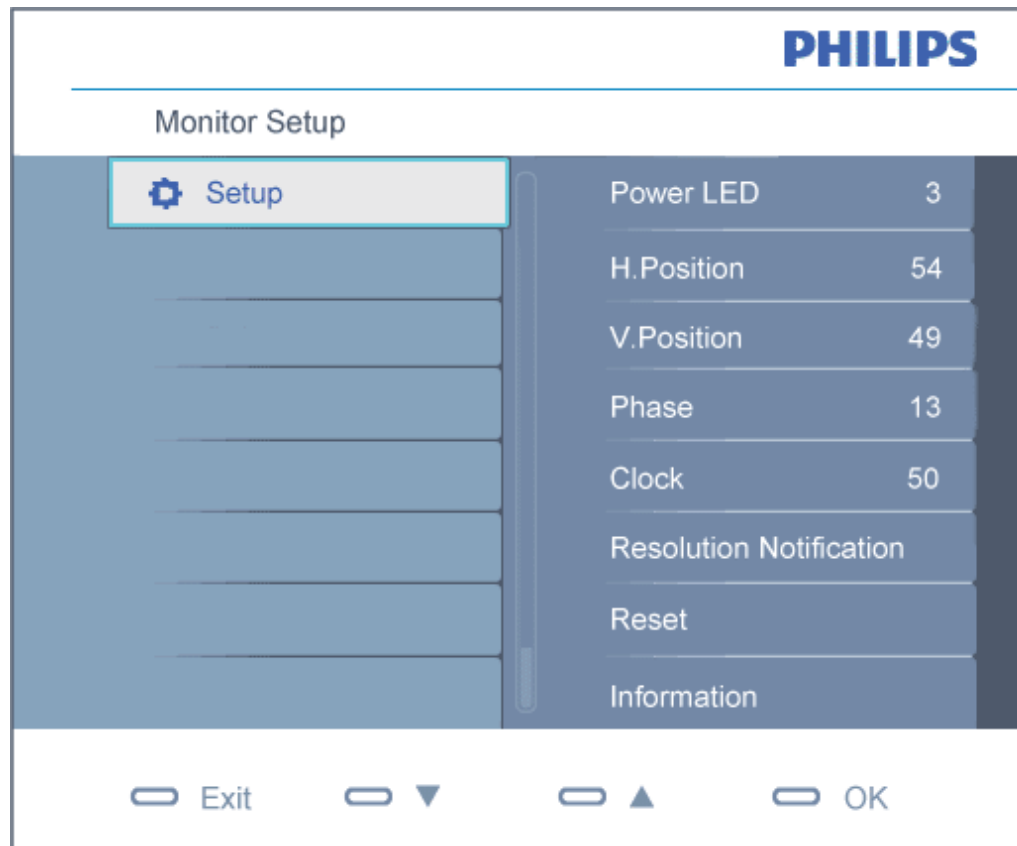 PHILIPS
Monitor Setup
Setup
Power LED 3
H.Position 54
V.Position 49
Phase 13
Clock 50
Resolution Notification
Reset
Information
Exit ▼ ▲ OK